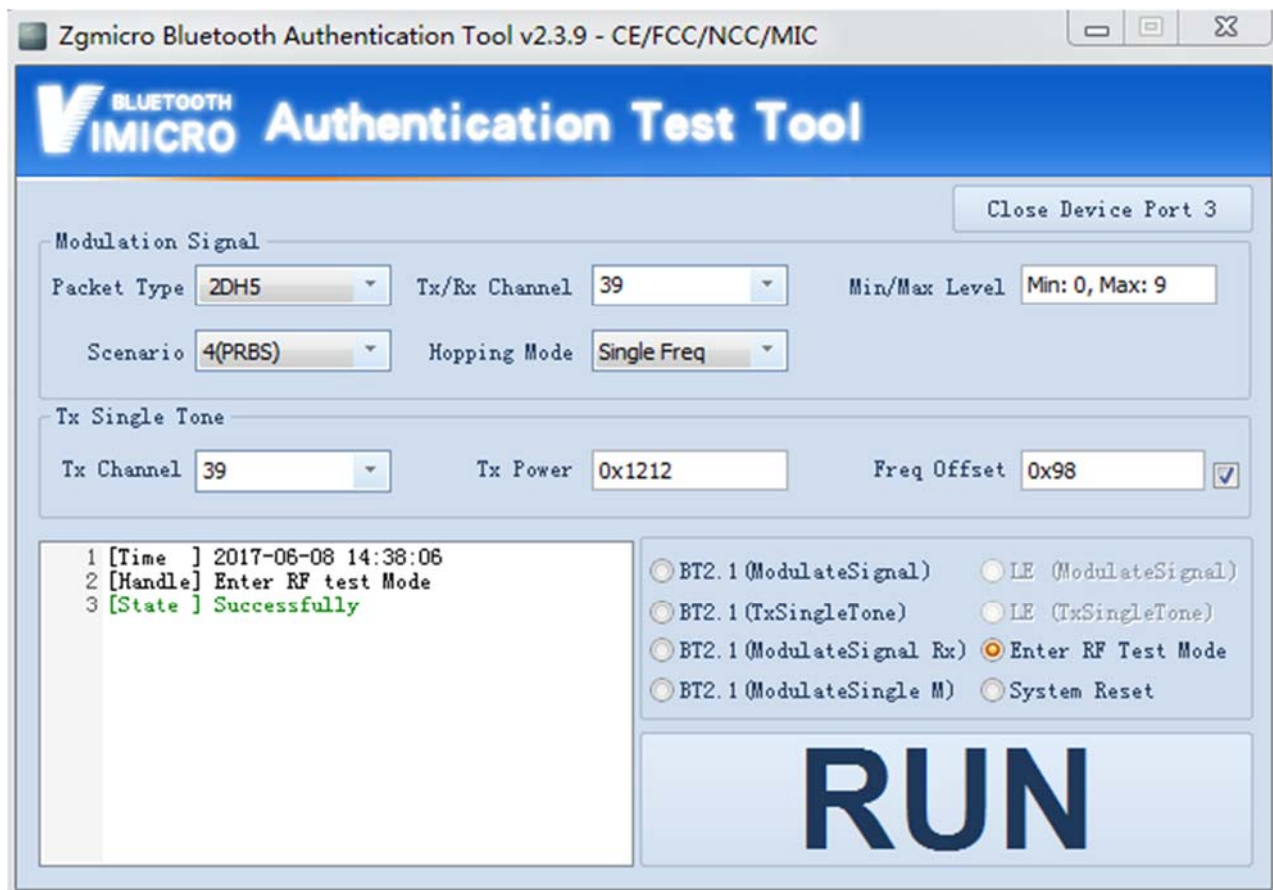 Zgmicro Bluetooth Authentication Tool v2.3.9 - CE/FCC/NCC/MIC
BLUETOOTH
VIMICRO Authentication Test Tool
Close Device Port 3
Modulation Signal
Packet Type 2DH5 Tx/Rx Channel 39 Min/Max Level Min: 0, Max: 9
Scenario 4(PRBS) Hopping Mode Single Freq
Tx Single Tone
Tx Channel 39 Tx Power 0x1212 Freq Offset 0x98
1 [Time ] 2017-06-08 14:38:06
2 [Handle] Enter RF test Mode
3 [State ] Successfully
BT2.1(ModulateSignal) LE (ModulateSignal)
BT2.1(TxSingleTone) LE (TxSingleTone)
BT2.1(ModulateSignal Rx) Enter RF Test Mode
BT2.1(ModulateSingle M) System Reset
RUN